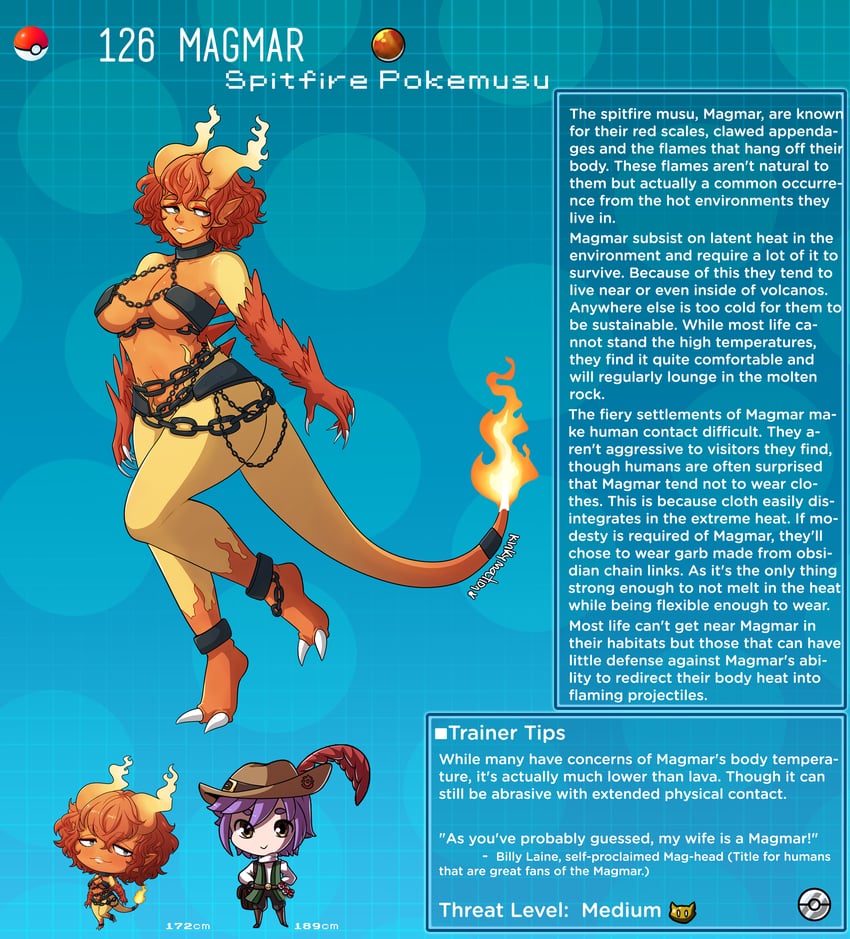 126 MAGMAR
Spitfire Pokemusu
The spitfire musu, Magmar, are known
for their red scales, clawed appenda-
ges and the flames that hang off their
body. These flames aren't natural to
them but actually a common occurre-
nce from the hot environments they
live in.
Magmar subsist on latent heat in the
environment and require a lot of it to
survive. Because of this they tend to
live near or even inside of volcanos.
Anywhere else is too cold for them to
be sustainable. While most life ca-
nnot stand the high temperatures,
they find it quite comfortable and
will regularly lounge in the molten
rock.
The fiery settlements of Magmar ma-
ke human contact difficult. They a-
ren't aggressive to visitors they find,
though humans are often surprised
that Magmar tend not to wear clo-
thes. This is because cloth easily dis-
integrates in the extreme heat. If mo-
desty is required of Magmar, they'll
chose to wear garb made from obsi-
dian chain links. As it's the only thing
strong enough to not melt in the heat
while being flexible enough to wear.
Most life can't get near Magmar in
their habitats but those that can have
little defense against Magmar's abi-
lity to redirect their body heat into
flaming projectiles.
kinkymation
■Trainer Tips
While many have concerns of Magmar's body tempera-
ture, it's actually much lower than lava. Though it can
still be abrasive with extended physical contact.
"As you've probably guessed, my wife is a Magmar!"
- Billy Laine, self-proclaimed Mag-head (Title for humans
that are great fans of the Magmar.)
Threat Level: Medium
172cm
189cm